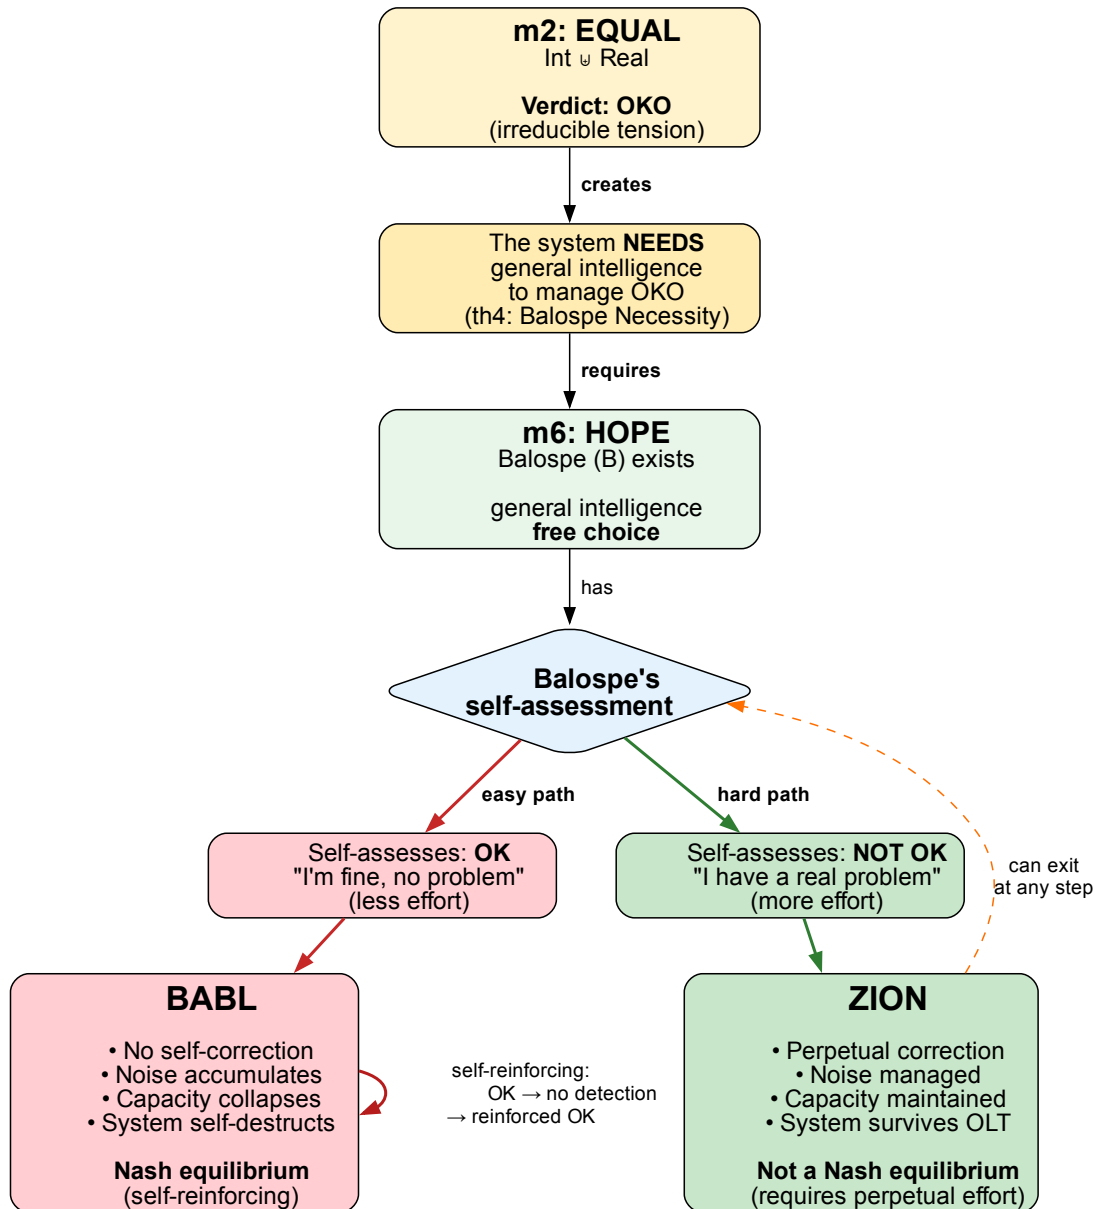 m2: EQUAL
Int ⊌ Real
Verdict: OKO
(irreducible tension)
creates
The system NEEDS
general intelligence
to manage OKO
(th4: Balospe Necessity)
requires
m6: HOPE
Balospe (B) exists
general intelligence
free choice
has
Balospe's
self-assessment
easy path
hard path
Self-assesses: OK
"I'm fine, no problem"
(less effort)
Self-assesses: NOT OK
"I have a real problem"
(more effort)
can exit
at any step
BABL
• No self-correction
• Noise accumulates
• Capacity collapses
• System self-destructs
Nash equilibrium
(self-reinforcing)
self-reinforcing:
OK → no detection
→ reinforced OK
ZION
• Perpetual correction
• Noise managed
• Capacity maintained
• System survives OLT
Not a Nash equilibrium
(requires perpetual effort)